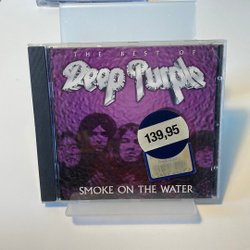 THE BEST OF
Deep Purple
139,95
SMOKE ON THE WATER